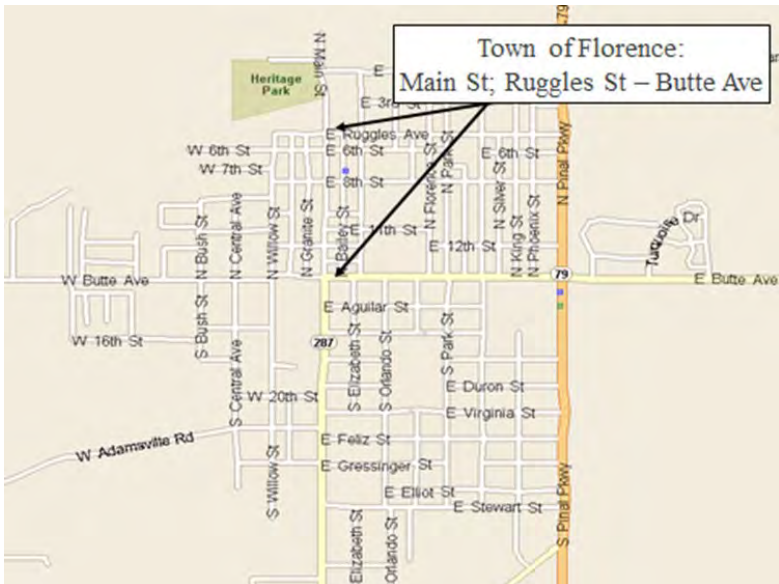 79
Town of Florence:
Main St; Ruggles St – Butte Ave
N Main St
Heritage
Park
E 3rd St
E Ruggles Ave
W 6th St
E 6th St
E 6th St
W 7th St
E 8th St
N Florence St
N Park St
N Silver St
N Pinal Pkwy
N Bush St
N Central Ave
N Willow St
N Granite St
Bailey St
E 11th St
E 12th St
N King St
N Phoenix St
Dr
W Butte Ave
79
E Butte Ave
E Aguilar St
S Bush St
W 16th St
287
S Central Ave
S Elizabeth St
S Orlando St
S Park St
E Duron St
W 20th St
E Virginia St
W Adamsville Rd
E Feliz St
S Willow St
E Gressinger St
E Elliot St
E Stewart St
S Pinal Pkwy
Elizabeth St
Orlando St